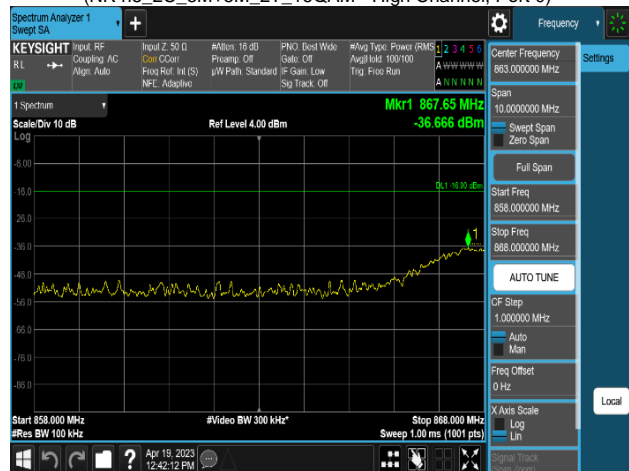 Spectrum Analyzer 1
Swept SA
Frequency
KEYSIGHT
RL
Input: RF
Coupling: AC
Align: Auto
Input Z: 50 Ω
Corr CCorr
Freq Ref: Int (S)
NFE: Adaptive
#Atten: 16 dB
Preamp: Off
µW Path: Standard
PNO: Best Wide
Gate: Off
IF Gain: Low
Sig Track: Off
#Avg Type: Power (RMS
Avg|Hold: 100/100
Trig: Free Run
1 2 3 4 5 6
A W W W W W
A N N N N N
1 Spectrum
Scale/Div 10 dB
Log
Ref Level 4.00 dBm
Mkr1 867.65 MHz
-36.666 dBm
DL1 -16.00 dBm
1
-6.00
-16.0
-26.0
-36.0
-46.0
-56.0
-66.0
-76.0
-86.0
Start 858.000 MHz
#Res BW 100 kHz
#Video BW 300 kHz*
Stop 868.000 MHz
Sweep 1.00 ms (1001 pts)
Center Frequency
863.000000 MHz
Settings
Span
10.0000000 MHz
Swept Span
Zero Span
Full Span
Start Freq
858.000000 MHz
Stop Freq
868.000000 MHz
AUTO TUNE
CF Step
1.000000 MHz
Auto
Man
Freq Offset
0 Hz
X Axis Scale
Log
Lin
Local
Signal Track
(Span Zoom)
Apr 19, 2023
12:42:12 PM